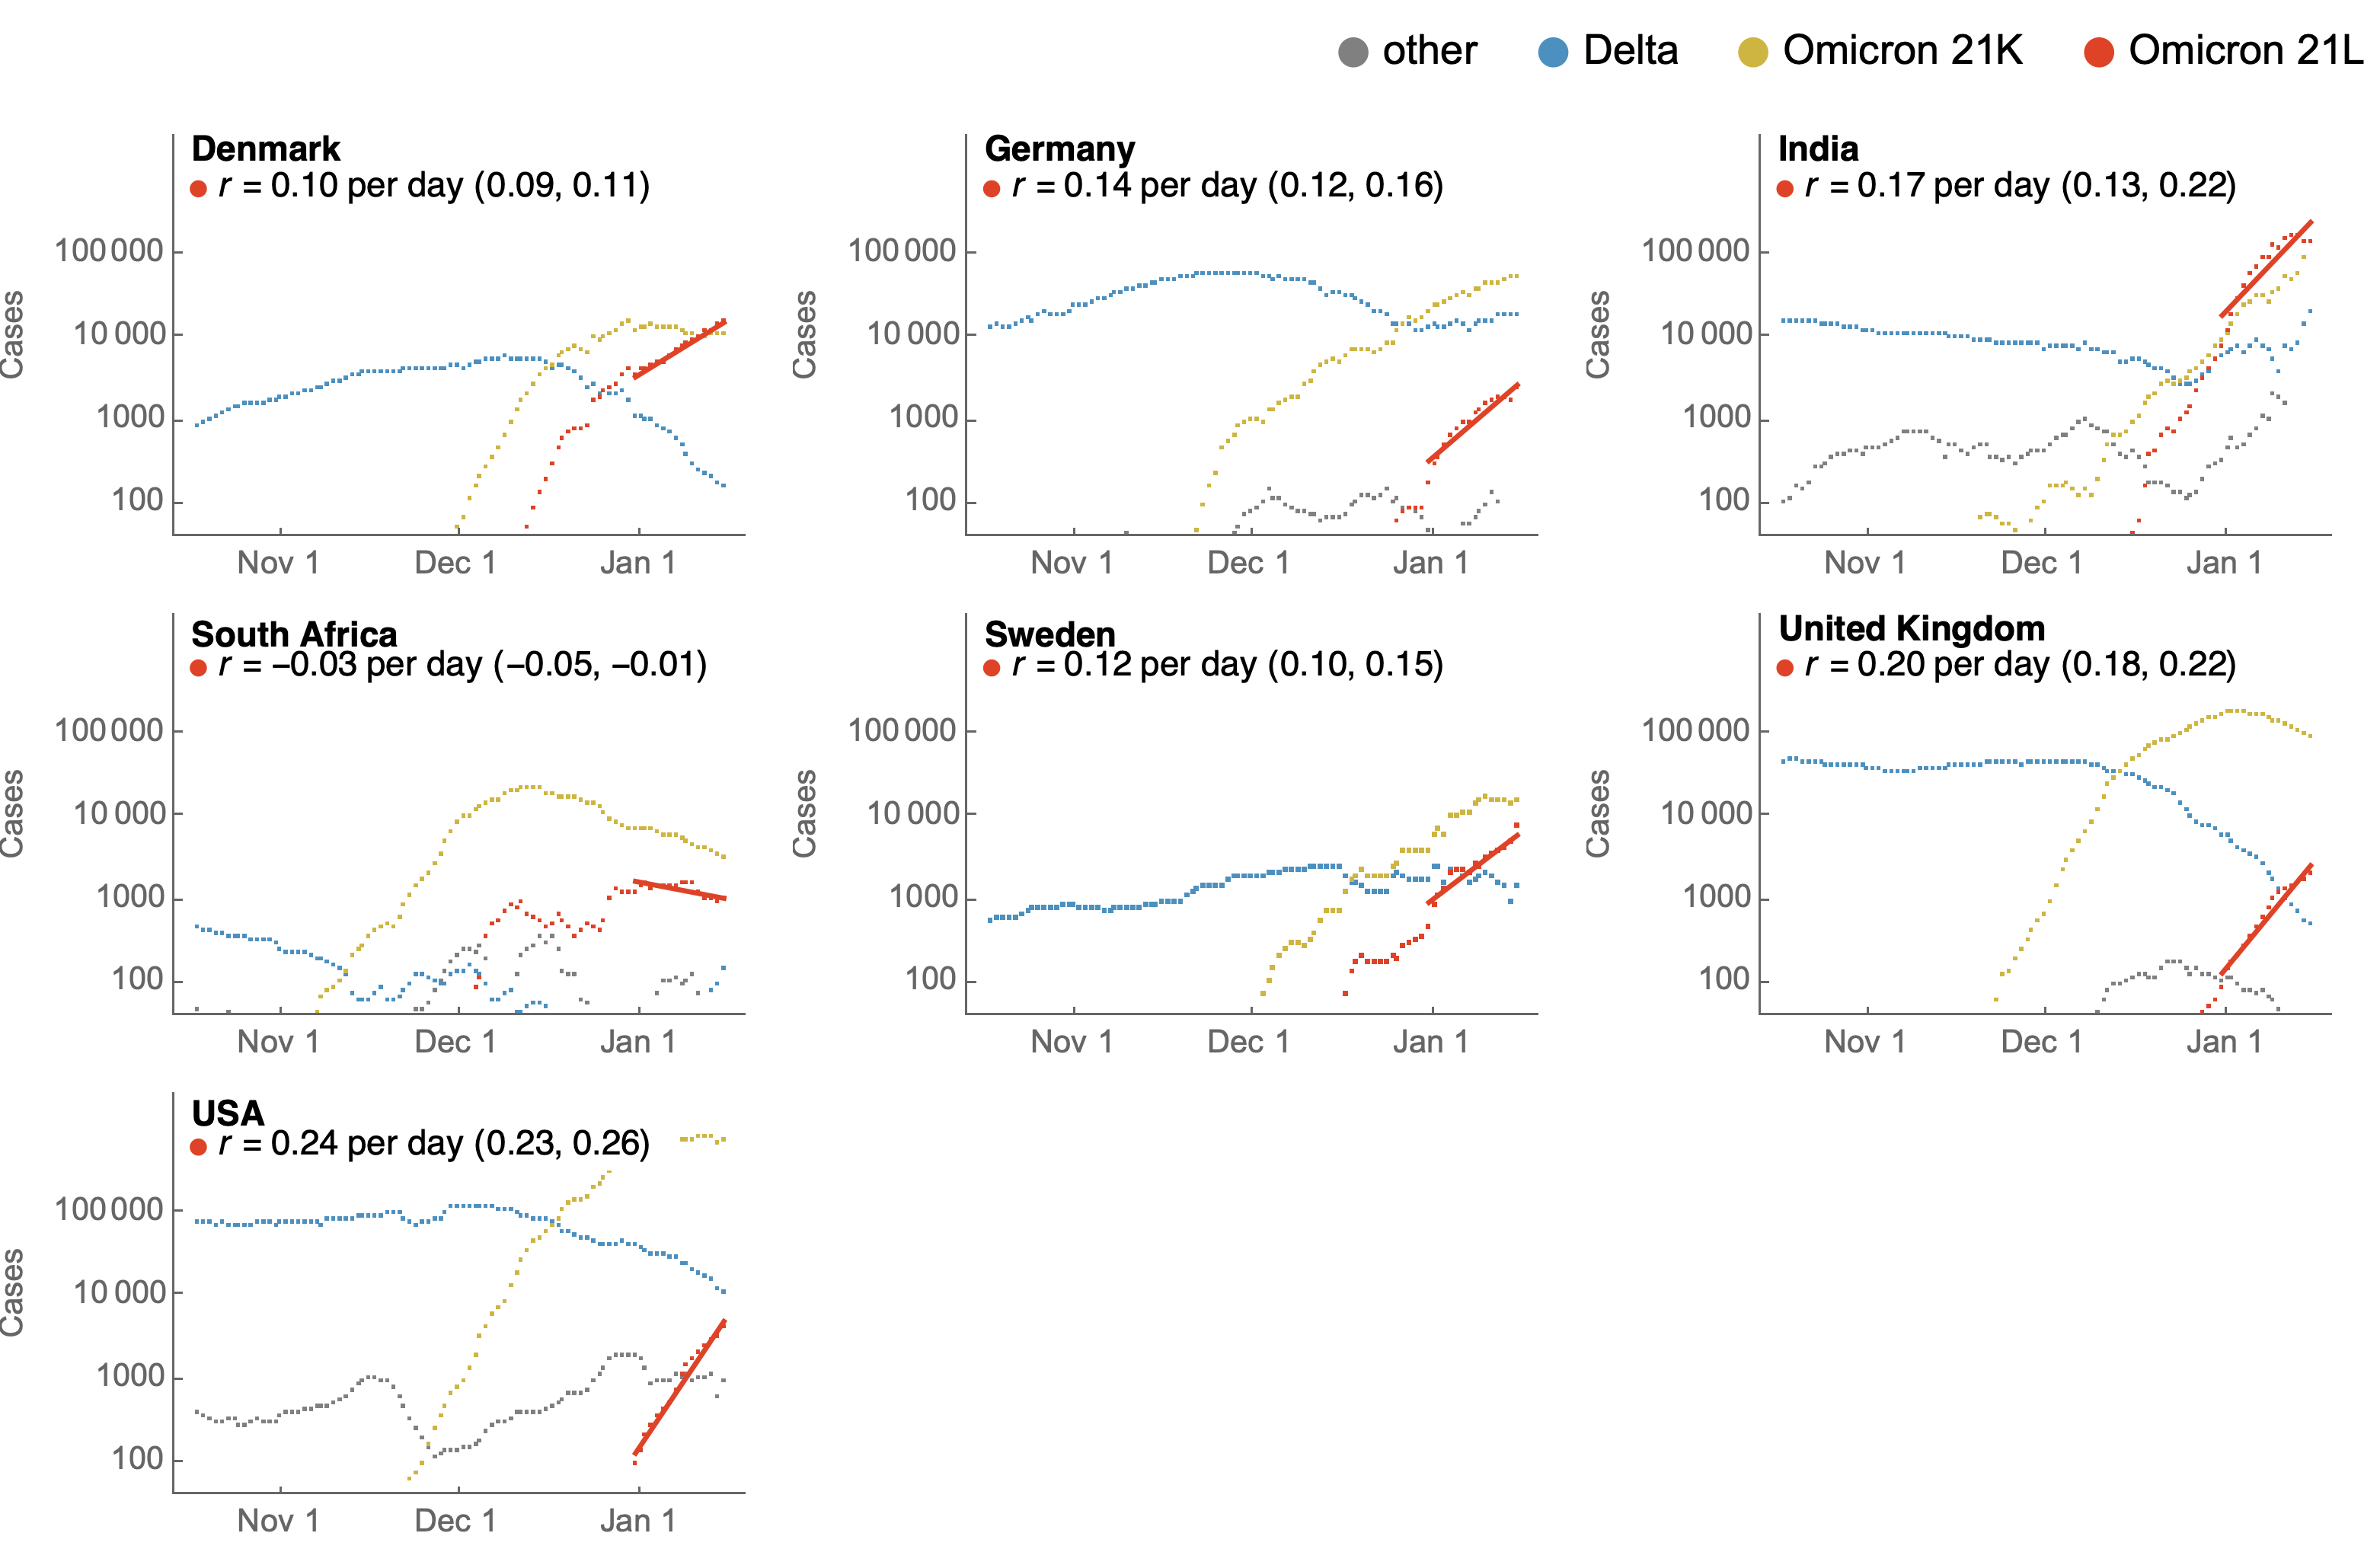 other Delta Omicron 21K Omicron 21L
Denmark
r = 0.10 per day (0.09, 0.11)
Cases
100 000
10 000
1000
100
Nov 1 Dec 1 Jan 1
Germany
r = 0.14 per day (0.12, 0.16)
Cases
100 000
10 000
1000
100
Nov 1 Dec 1 Jan 1
India
r = 0.17 per day (0.13, 0.22)
Cases
100 000
10 000
1000
100
Nov 1 Dec 1 Jan 1
South Africa
r = −0.03 per day (−0.05, −0.01)
Cases
100 000
10 000
1000
100
Nov 1 Dec 1 Jan 1
Sweden
r = 0.12 per day (0.10, 0.15)
Cases
100 000
10 000
1000
100
Nov 1 Dec 1 Jan 1
United Kingdom
r = 0.20 per day (0.18, 0.22)
Cases
100 000
10 000
1000
100
Nov 1 Dec 1 Jan 1
USA
r = 0.24 per day (0.23, 0.26)
Cases
100 000
10 000
1000
100
Nov 1 Dec 1 Jan 1